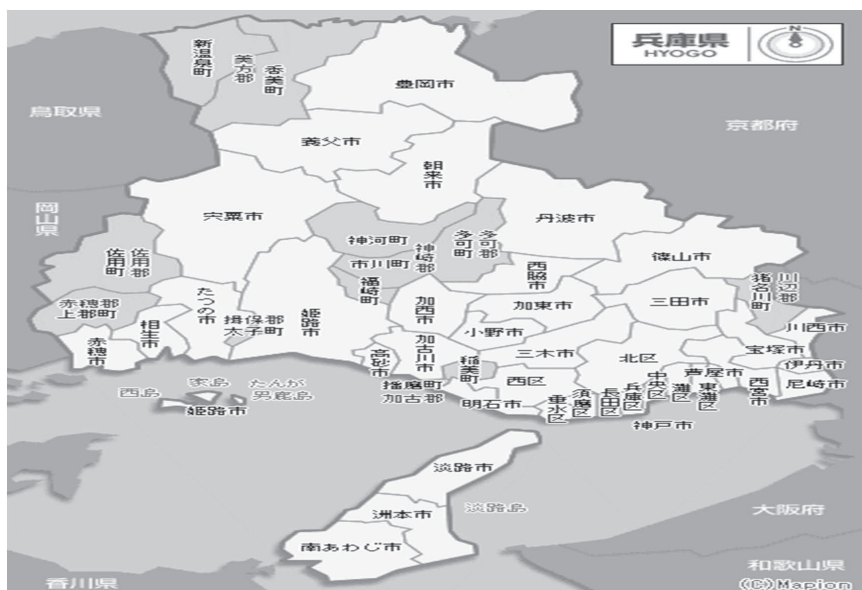 兵庫県
HYOGO
N
新温泉町
美方郡
香美町
豊岡市
鳥取県
京都府
養父市
朝来市
岡山県
宍粟市
丹波市
神河町
神崎郡
多可町
多可郡
市川町
福崎町
西脇市
篠山市
佐用町
佐用郡
赤穂郡
上郡町
相生市
赤穂市
たつの市
揖保郡
太子町
姫路市
加西市
加東市
三田市
猪名川町
川辺郡
川西市
小野市
加古川市
高砂市
稲美町
三木市
北区
宝塚市
伊丹市
尼崎市
西宮市
芦屋市
東灘区
灘区
中央区
兵庫区
長田区
須磨区
垂水区
西区
明石市
播磨町
加古郡
神戸市
西島
家島
たんが
男鹿島
姫路市
淡路市
洲本市
淡路島
南あわじ市
大阪府
和歌山県
香川県
(C)Mapion